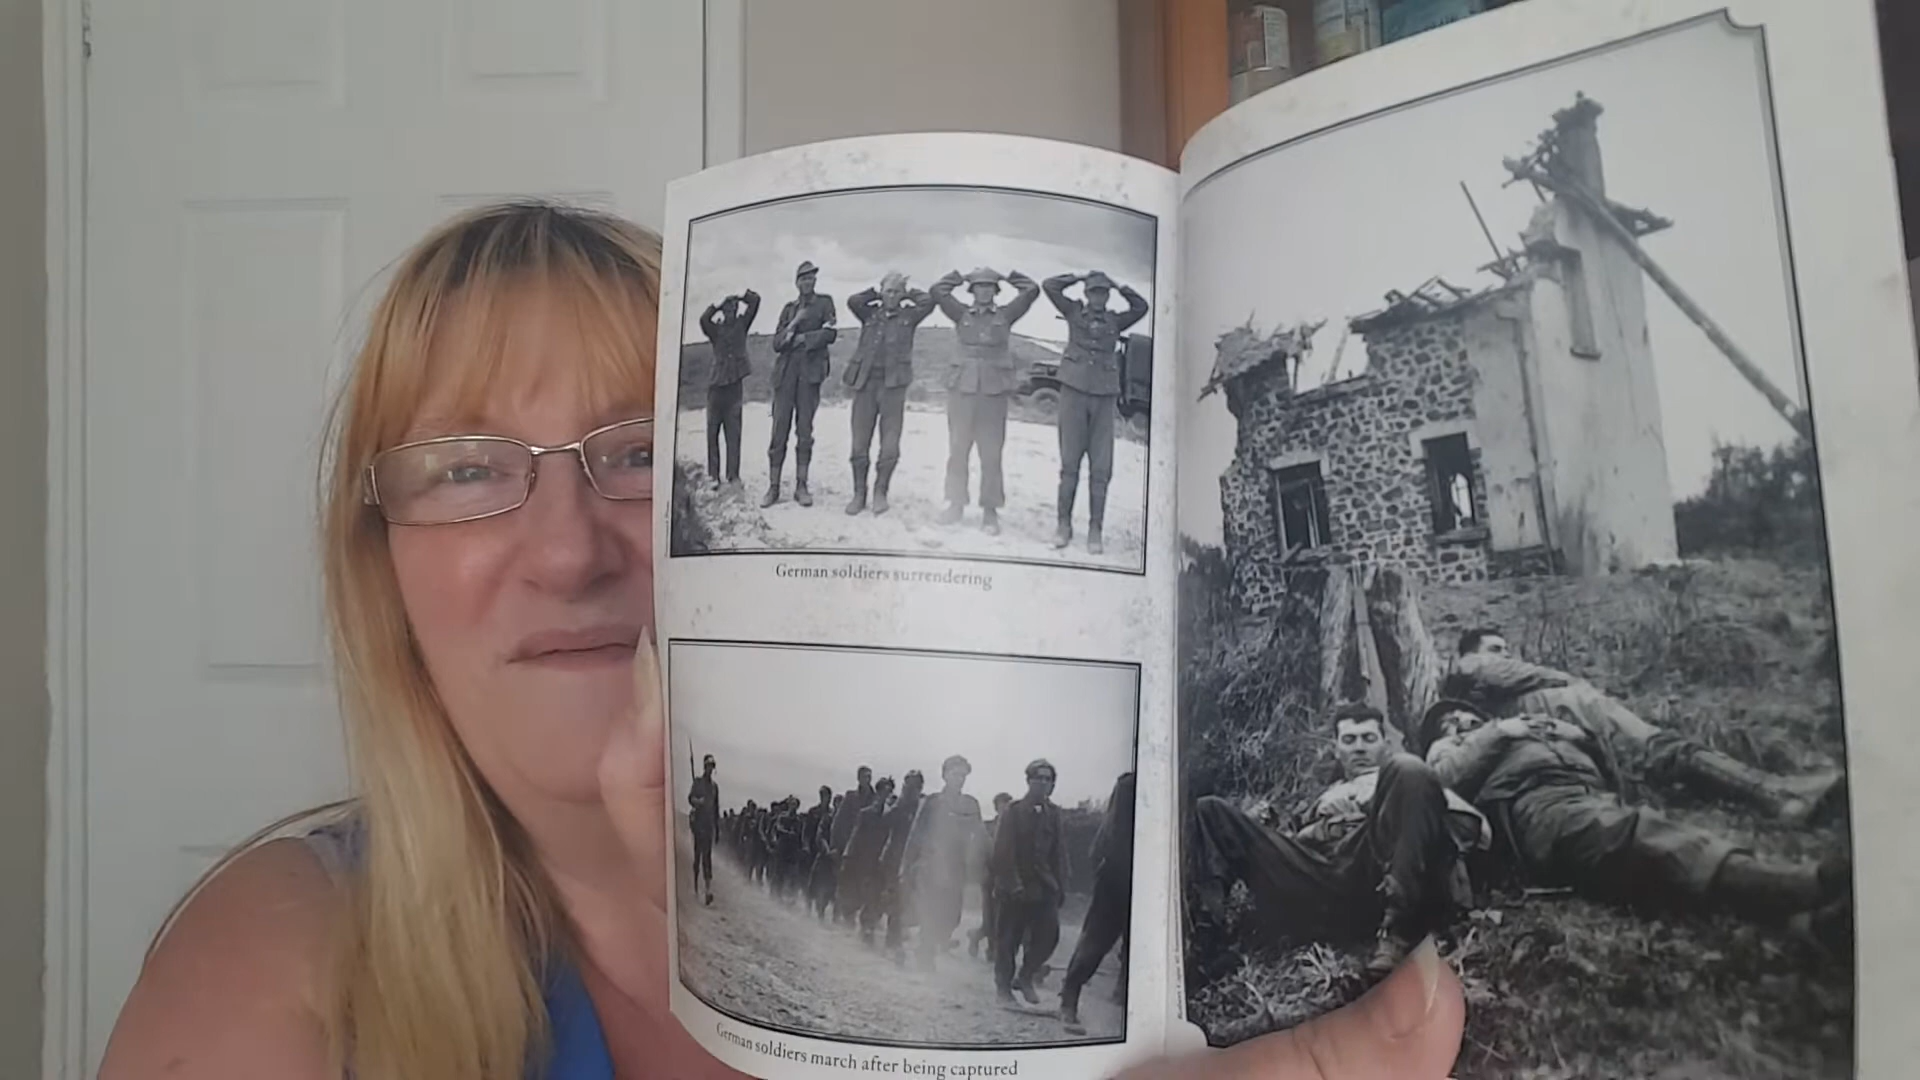 German soldiers surrendering
German soldiers march after being captured